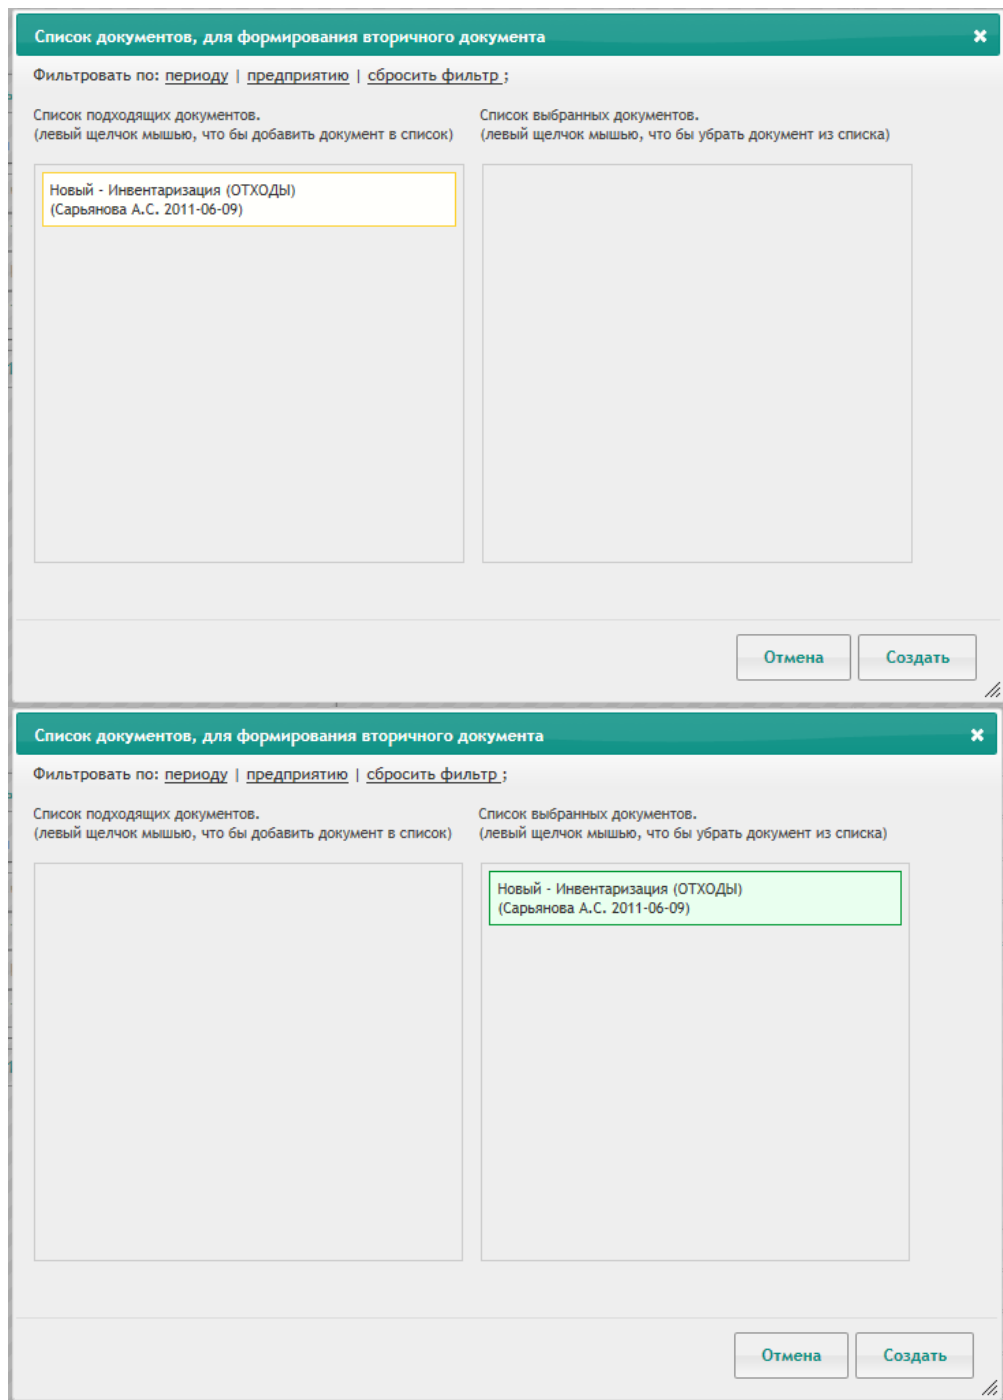 Список документов, для формирования вторичного документа
Фильтровать по: периоду | предприятию | сбросить фильтр ;
Список подходящих документов.
(левый щелчок мышью, что бы добавить документ в список)
Список выбранных документов.
(левый щелчок мышью, что бы убрать документ из списка)
Новый - Инвентаризация (ОТХОДЫ)
(Сарьянова А.С. 2011-06-09)
Отмена
Создать
Список документов, для формирования вторичного документа
Фильтровать по: периоду | предприятию | сбросить фильтр ;
Список подходящих документов.
(левый щелчок мышью, что бы добавить документ в список)
Список выбранных документов.
(левый щелчок мышью, что бы убрать документ из списка)
Новый - Инвентаризация (ОТХОДЫ)
(Сарьянова А.С. 2011-06-09)
Отмена
Создать